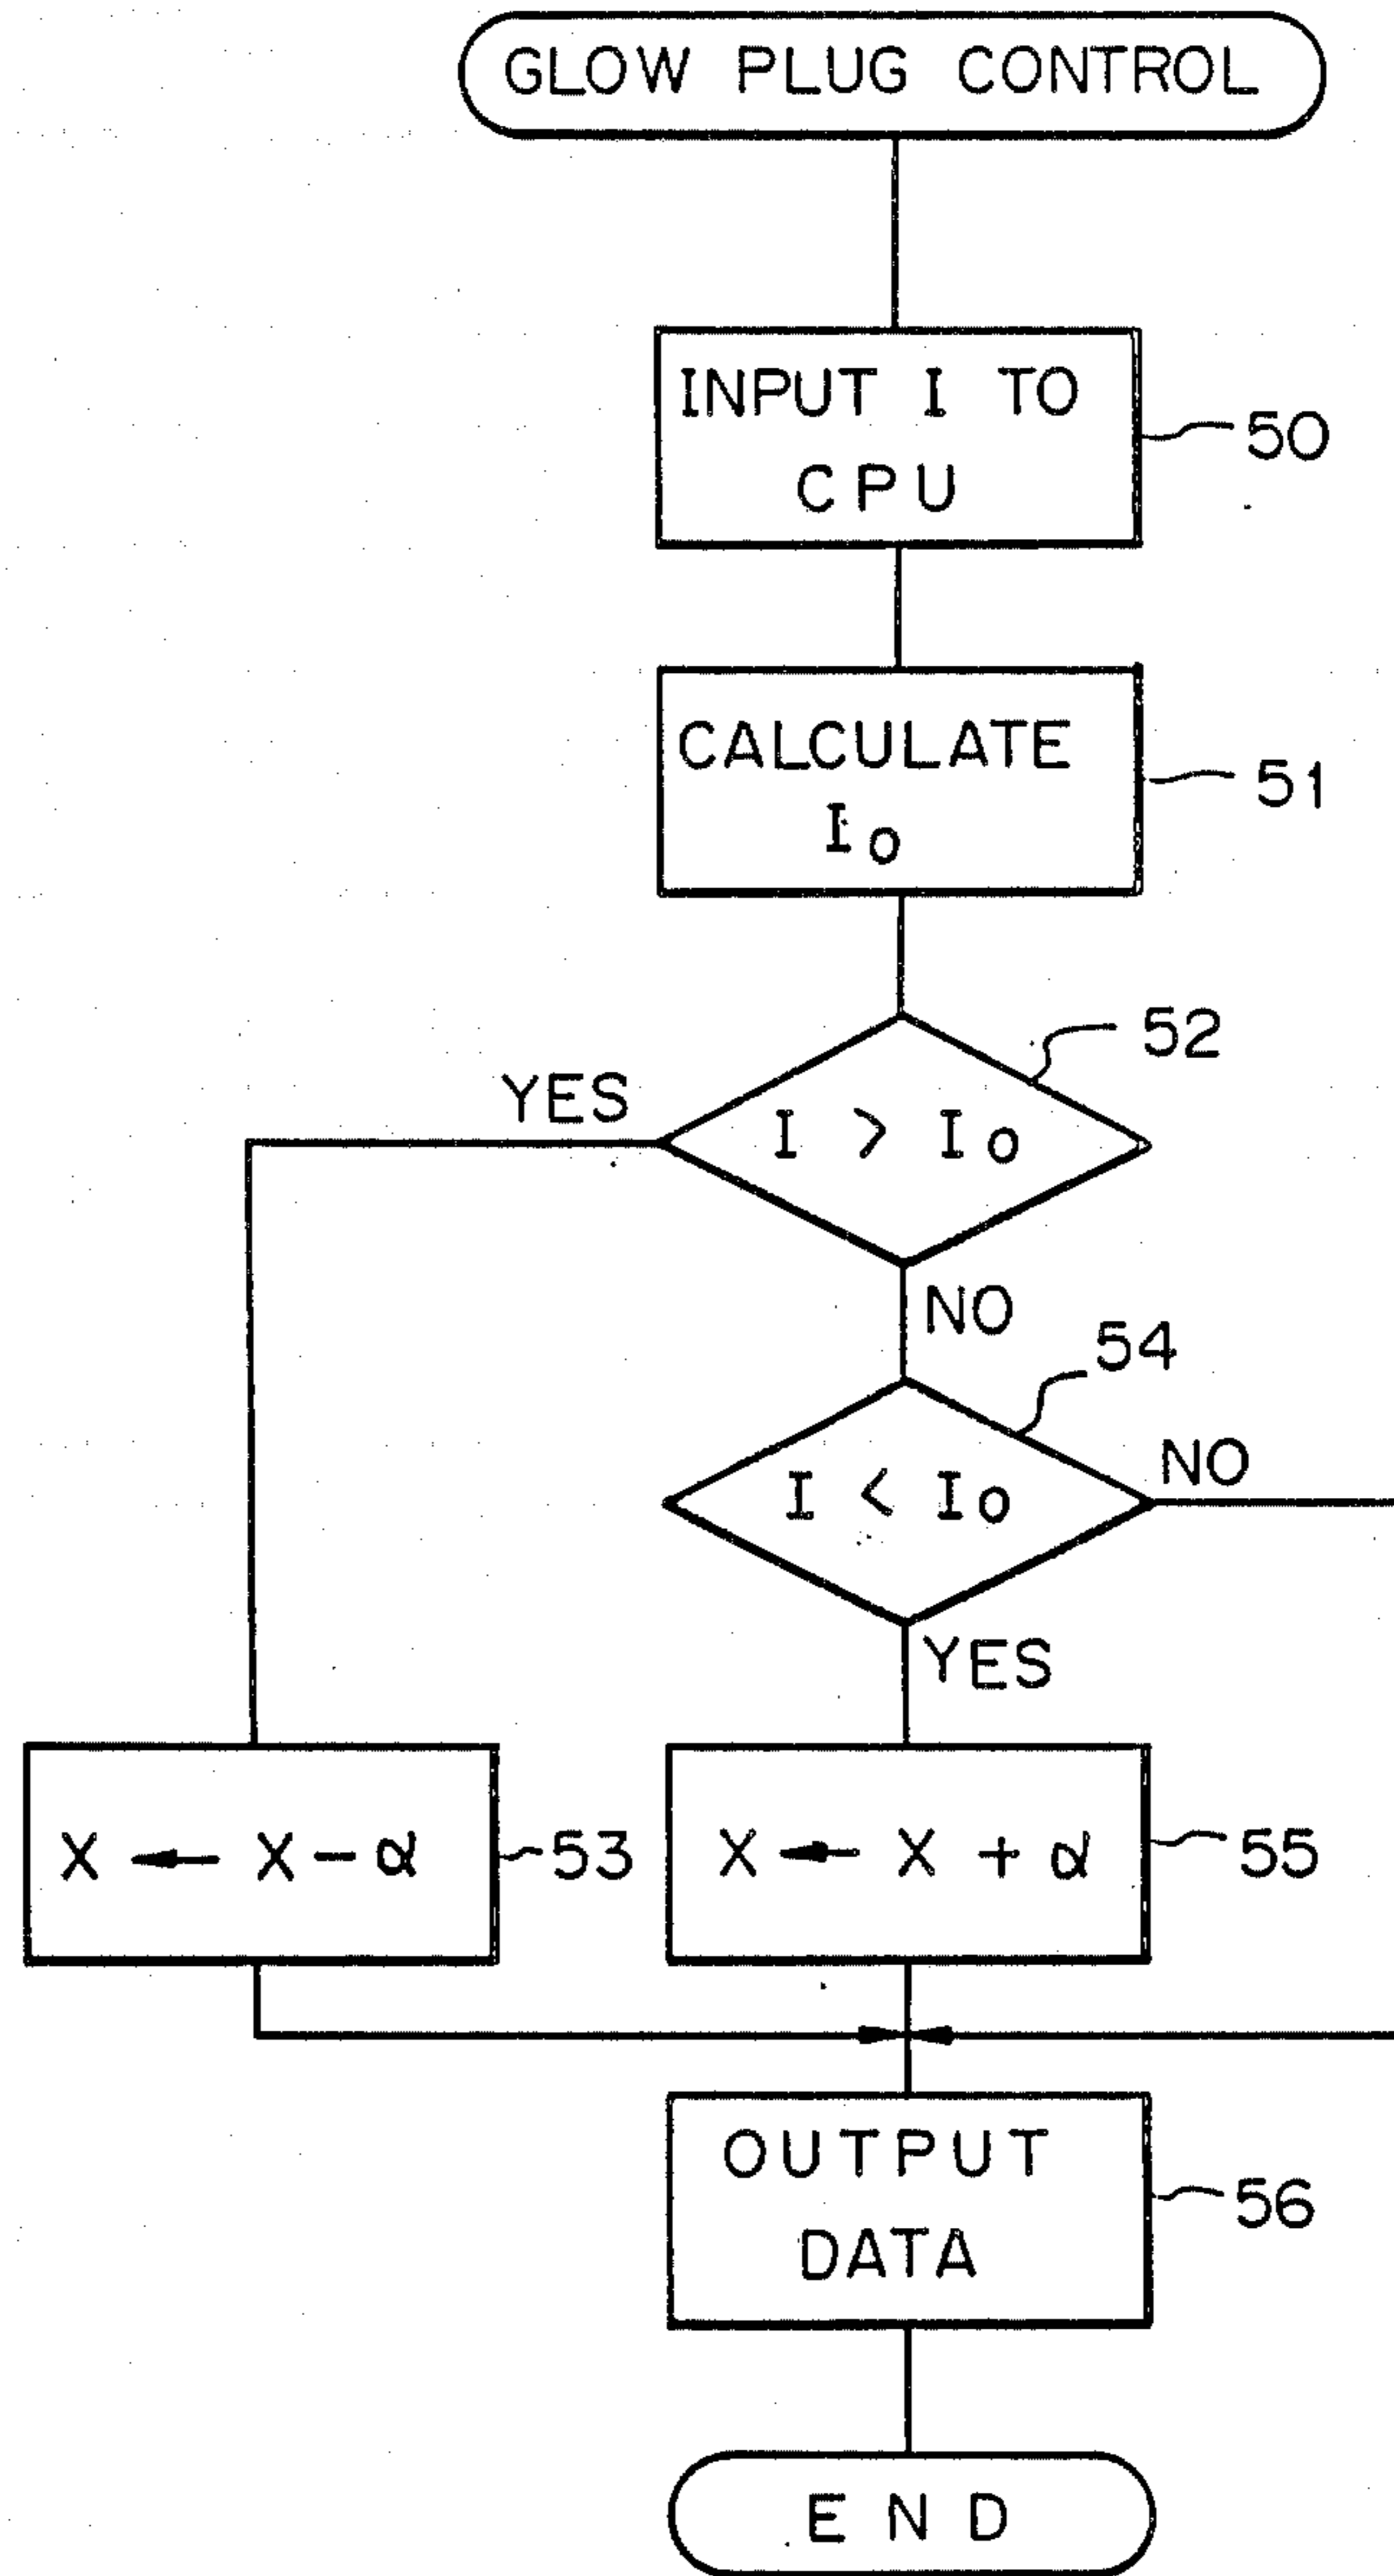 GLOW PLUG CONTROL
INPUT I TO
CPU
50
CALCULATE
Io
51
52
YES
I > Io
NO
54
NO
I < Io
YES
X ← X - α
53
X ← X + α
55
OUTPUT
DATA
56
END